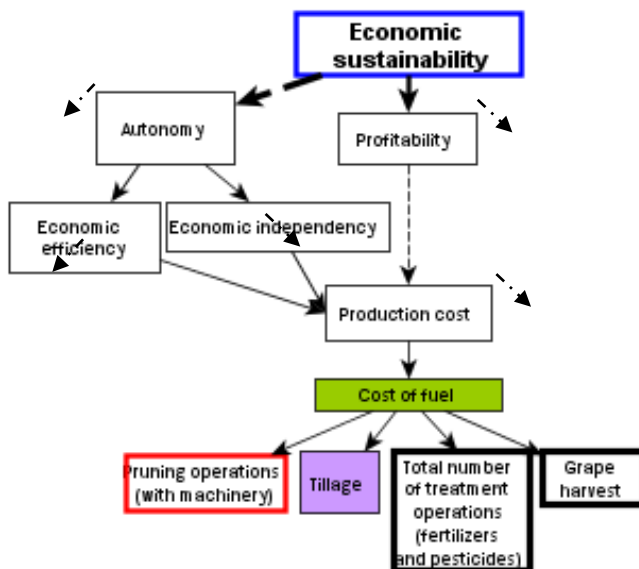 Economic
sustainability
Autonomy
Profitability
Economic
efficiency
Economic independency
Production cost
Cost of fuel
Pruning operations
(with machinery)
Tillage
Total number
of treatment
operations
(fertilizers
and pesticides)
Grape
harvest